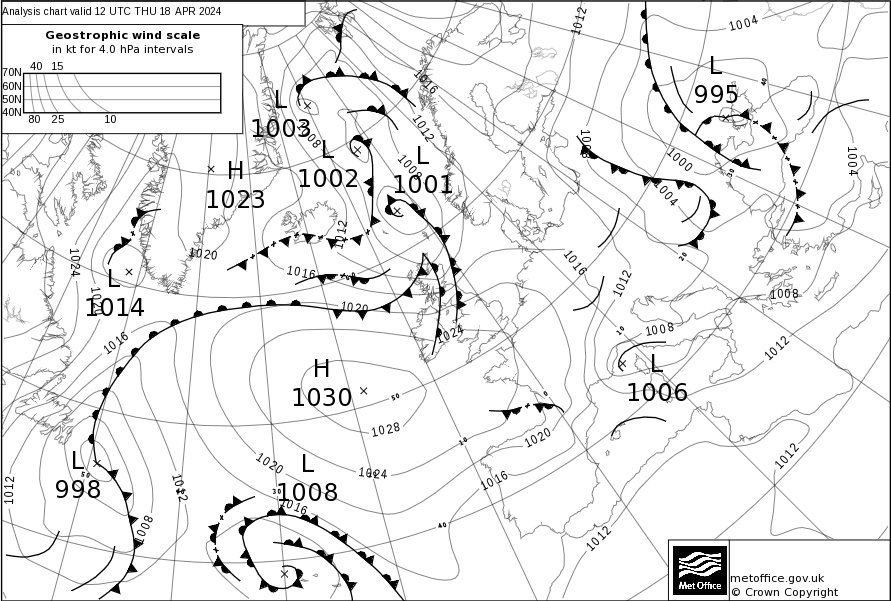 Analysis chart valid 12 UTC THU 18 APR 2024
Geostrophic wind scale
in kt for 4.0 hPa intervals
40 15
70N
60N
50N
40N
80 25 10
1012
1004
L
995
40
1016
L
1003
1008
1012
L
1002
L
1001
1008
1008
1000
1004
1004
30
H
1023
1012
1020
1024
1016
20
1016
1012
L
1014
1020
1020
1008
10
1008
1016
1024
1012
H
1030
L
1006
50
0
1028
10
1020
L
998
50
1020
1024
L
1008
1016
1012
1012
1012
30
1016
1008
40
1012
Met Office
metoffice.gov.uk
© Crown Copyright